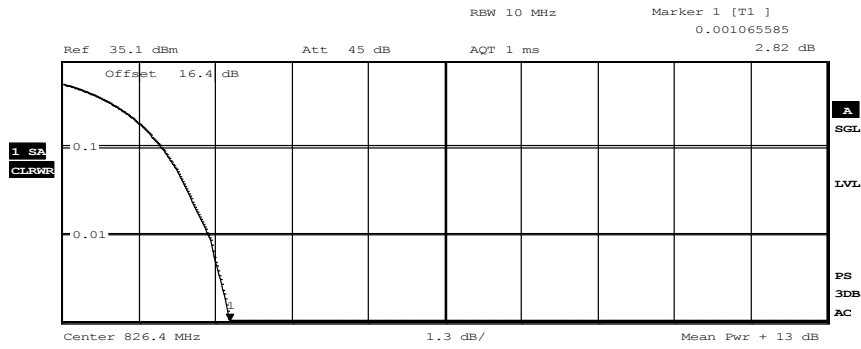 RBW 10 MHz Marker 1 [T1 ]
0.001065585
Ref 35.1 dBm Att 45 dB AQT 1 ms 2.82 dB
Offset 16.4 dB
A
SGL
1 SA
CLRWR
0.1
LVL
0.01
PS
3DB
1
AC
Center 826.4 MHz 1.3 dB/ Mean Pwr + 13 dB